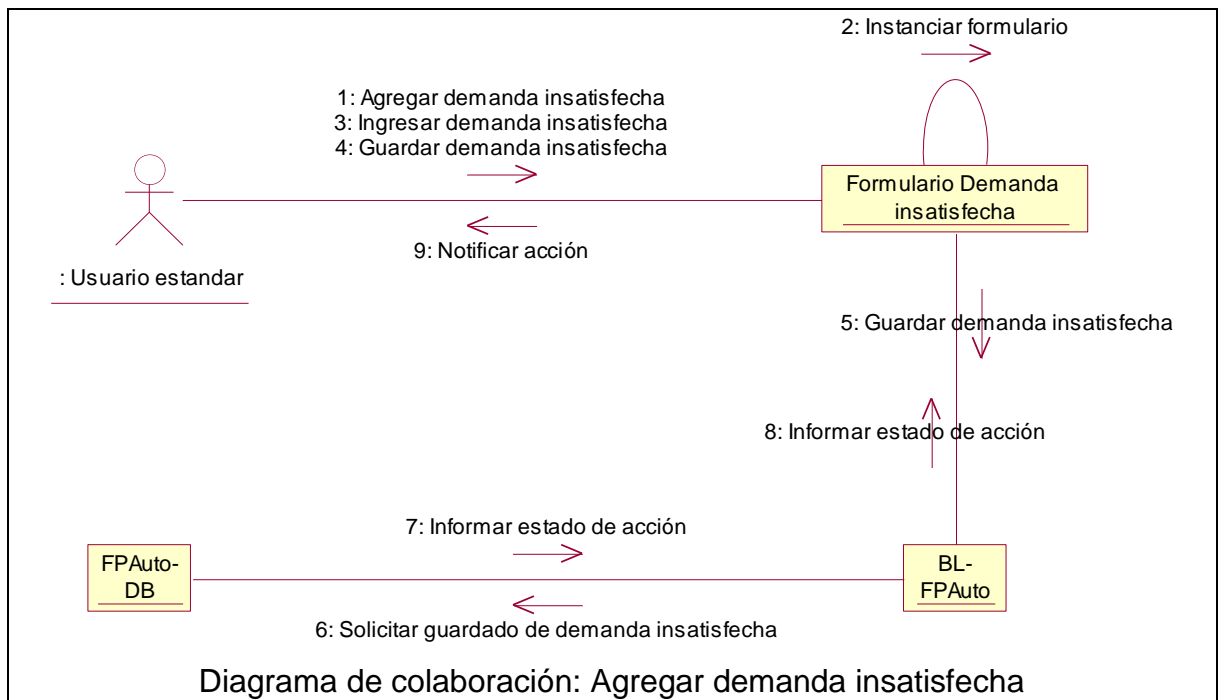 2: Instanciar formulario
1: Agregar demanda insatisfecha
3: Ingresar demanda insatisfecha
4: Guardar demanda insatisfecha
Formulario Demanda
insatisfecha
9: Notificar acción
: Usuario estandar
5: Guardar demanda insatisfecha
8: Informar estado de acción
7: Informar estado de acción
FPAuto-
DB
BL-
FPAuto
6: Solicitar guardado de demanda insatisfecha
Diagrama de colaboración: Agregar demanda insatisfecha